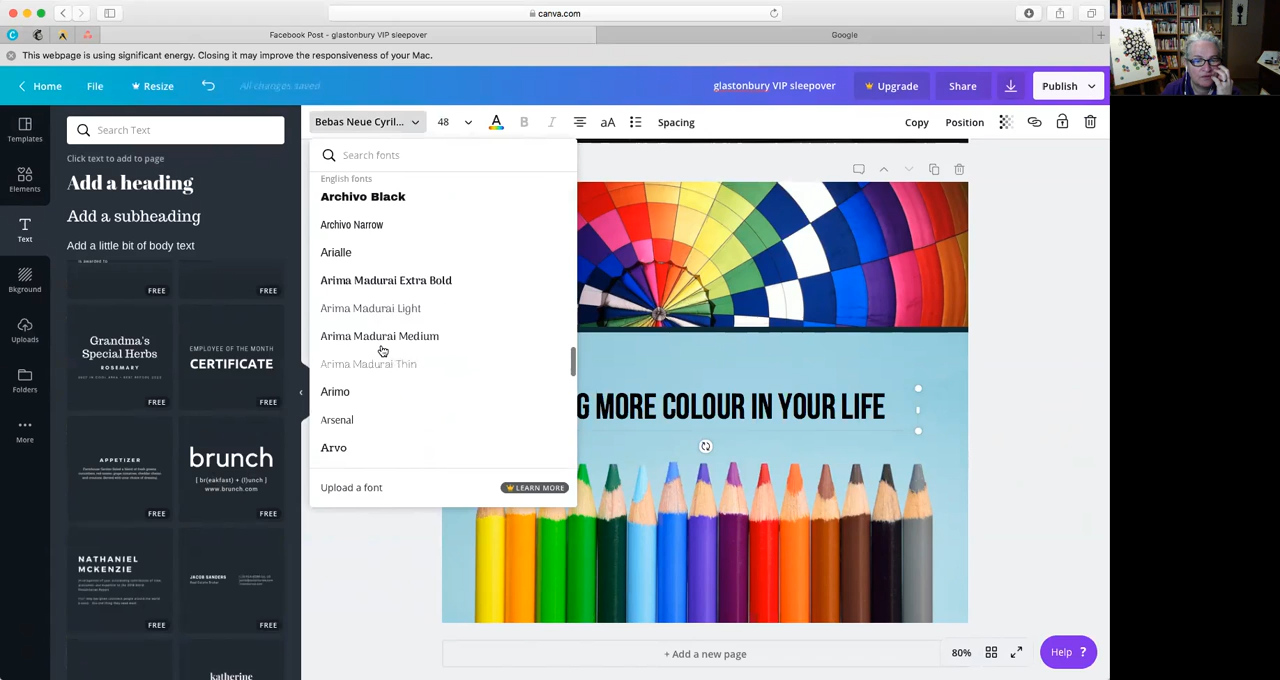 canva.com
Facebook Post - glastonbury VIP sleepover
Google
This webpage is using significant energy. Closing it may improve the responsiveness of your Mac.
Home
File
Resize
All changes saved
glastonbury VIP sleepover
Upgrade
Share
Publish
Templates
Elements
Text
Bkground
Uploads
Folders
More
Search Text
Click text to add to page
Add a heading
Add a subheading
Add a little bit of body text
FREE
FREE
Grandma's
Special Herbs
ROSEMARY
FREE
EMPLOYEE OF THE MONTH
CERTIFICATE
FREE
APPETIZER
FREE
brunch
[ br(eakfast) + (l)unch ]
FREE
NATHANIEL
MCKENZIE
FREE
JACOB SANDERS
FREE
katherine
Bebas Neue Cyril...
48
A
B
I
aA
Spacing
Copy
Position
Search fonts
English fonts
Archivo Black
Archivo Narrow
Arialle
Arima Madurai Extra Bold
Arima Madurai Light
Arima Madurai Medium
Arima Madurai Thin
Arimo
Arsenal
Arvo
Upload a font
LEARN MORE
G MORE COLOUR IN YOUR LIFE
+ Add a new page
80%
Help ?